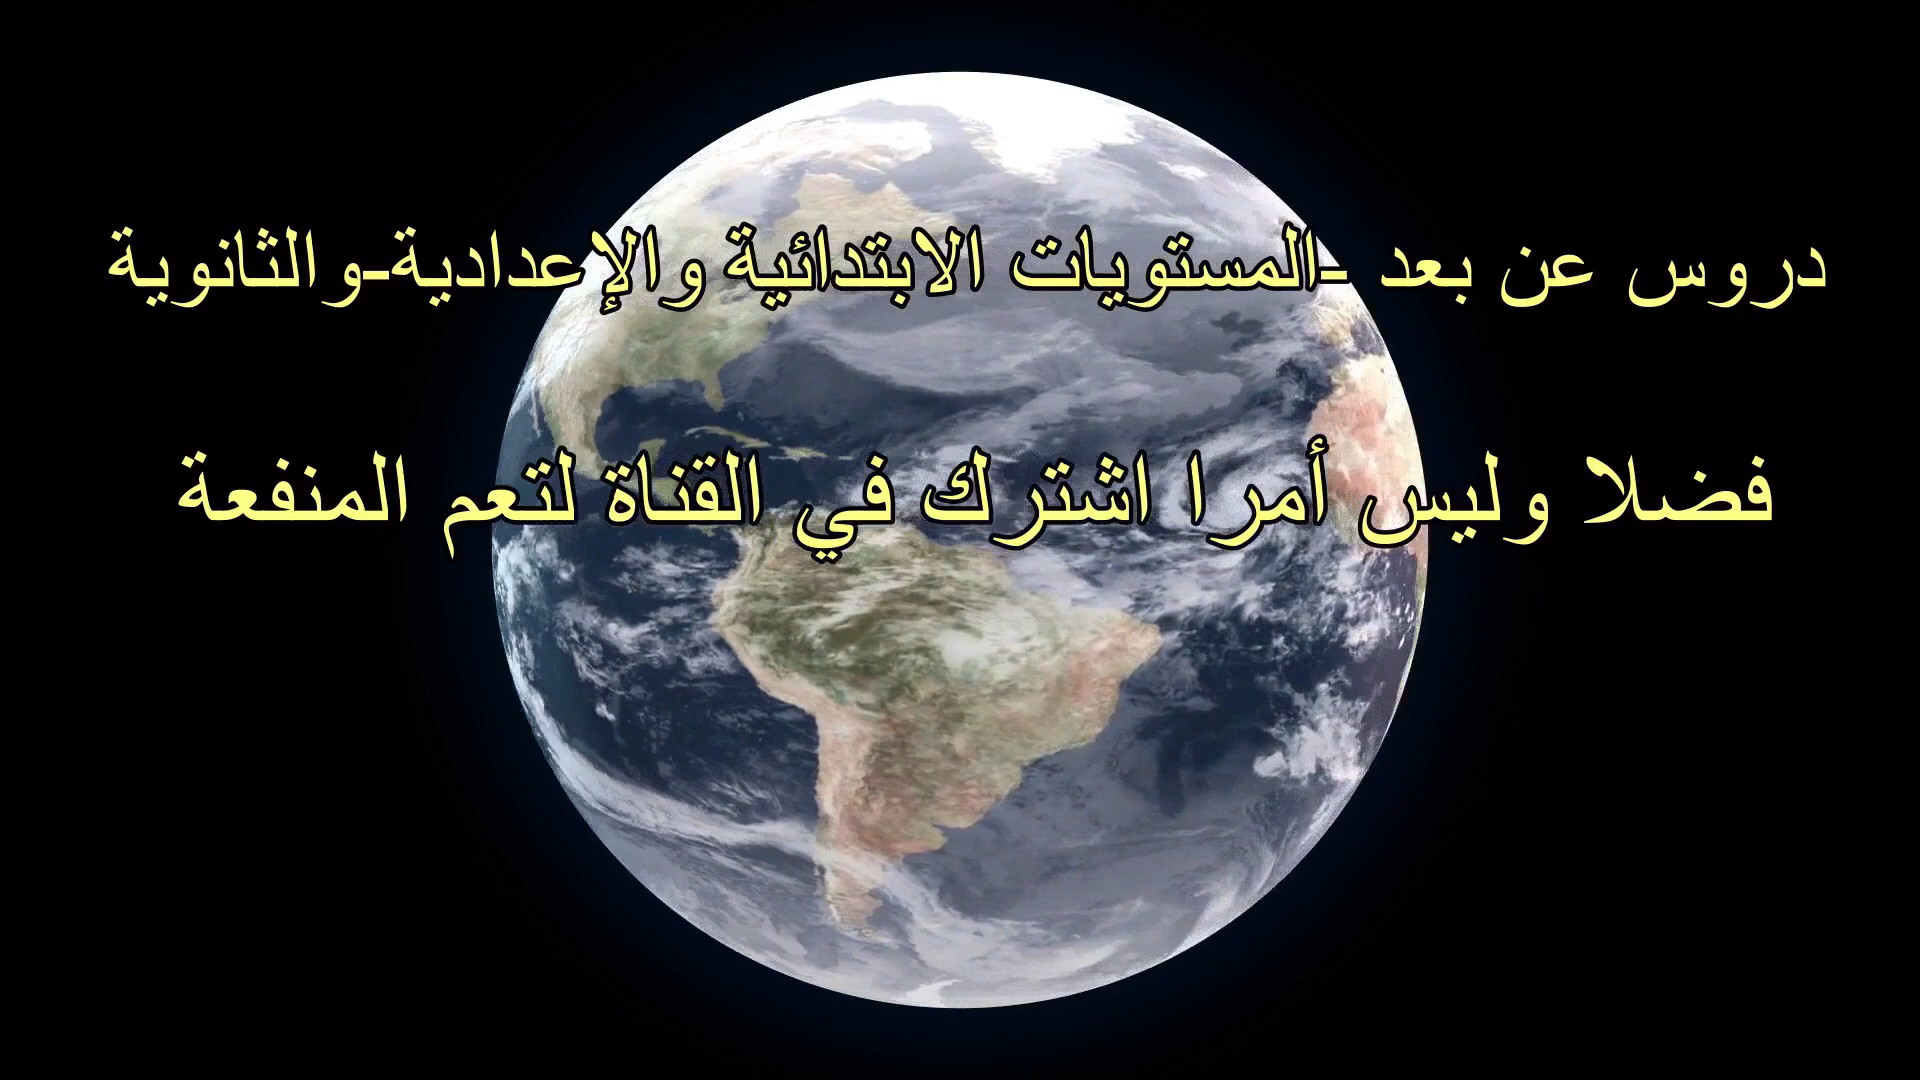 دروس عن بعد -المستويات الابتدائية والإعدادية-والثانوية
فضلا وليس أمرا اشترك في القناة لتعم المنفعة